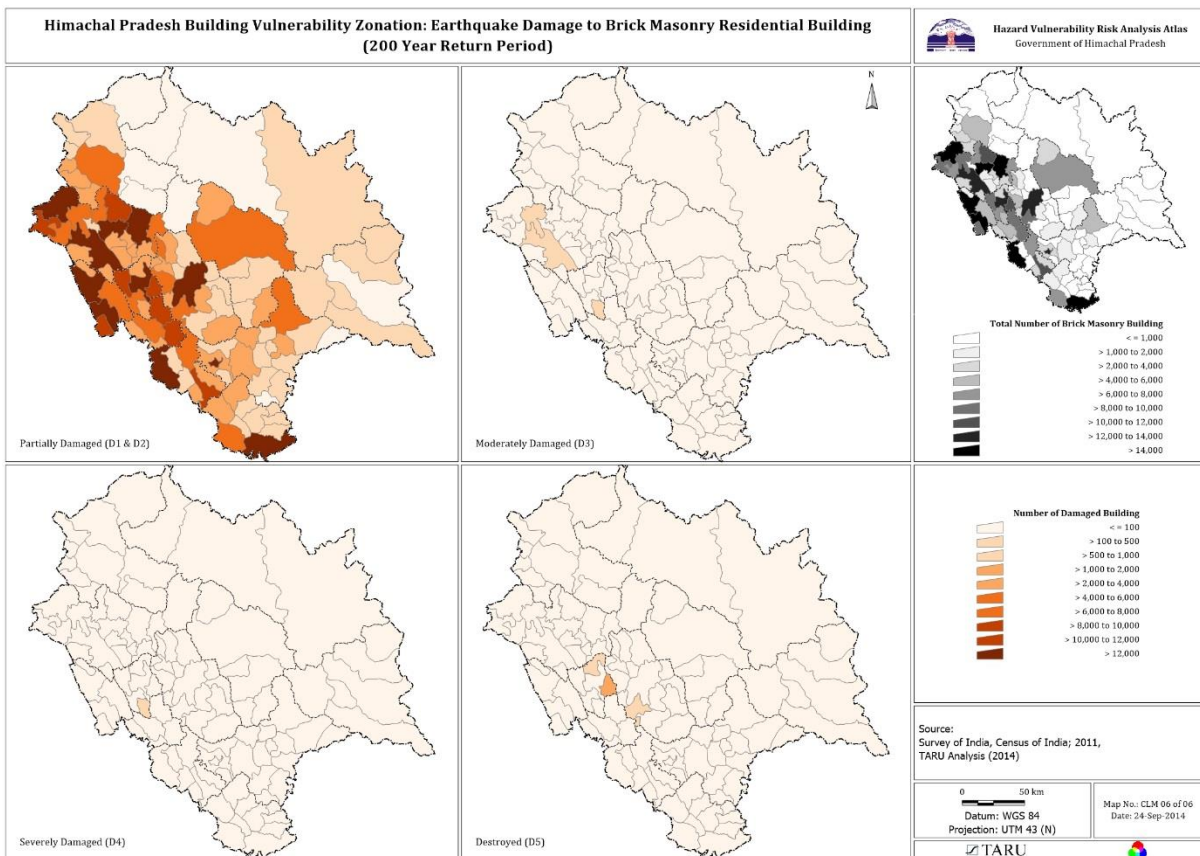 Himachal Pradesh Building Vulnerability Zonation: Earthquake Damage to Brick Masonry Residential Building
(200 Year Return Period)
Hazard Vulnerability Risk Analysis Atlas
Government of Himachal Pradesh
N
Partially Damaged (D1 & D2)
Moderately Damaged (D3)
Total Number of Brick Masonry Building
< = 1,000
> 1,000 to 2,000
> 2,000 to 4,000
> 4,000 to 6,000
> 6,000 to 8,000
> 8,000 to 10,000
> 10,000 to 12,000
> 12,000 to 14,000
> 14,000
Severely Damaged (D4)
Destroyed (D5)
Number of Damaged Building
< = 100
> 100 to 500
> 500 to 1,000
> 1,000 to 2,000
> 2,000 to 4,000
> 4,000 to 6,000
> 6,000 to 8,000
> 8,000 to 10,000
> 10,000 to 12,000
> 12,000
Source:
Survey of India, Census of India; 2011,
TARU Analysis (2014)
0 50 km
Datum: WGS 84
Projection: UTM 43 (N)
Map No.: CLM 06 of 06
Date: 24-Sep-2014
TARU